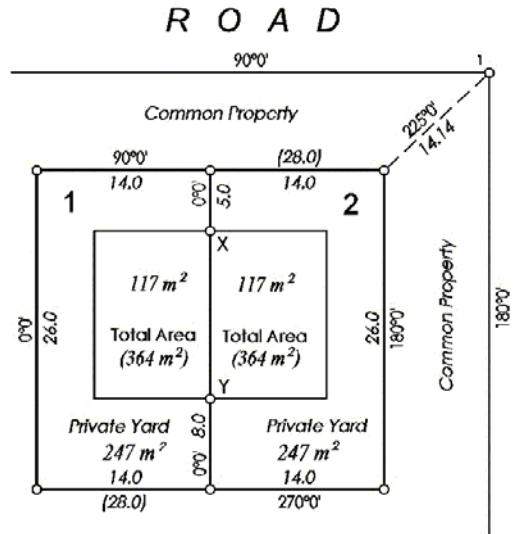 ROAD
90°0'
1
Common Property
225°0'
14.14
90°0'
(28.0)
14.0
14.0
1
0°0'
5.0
2
X
117 m²
117 m²
0°0'
26.0
Total Area
(364 m²)
Total Area
(364 m²)
26.0
180°0'
Common Property
180°0'
Y
Private Yard
247 m²
8.0
0°0'
Private Yard
247 m²
14.0
14.0
(28.0)
270°0'